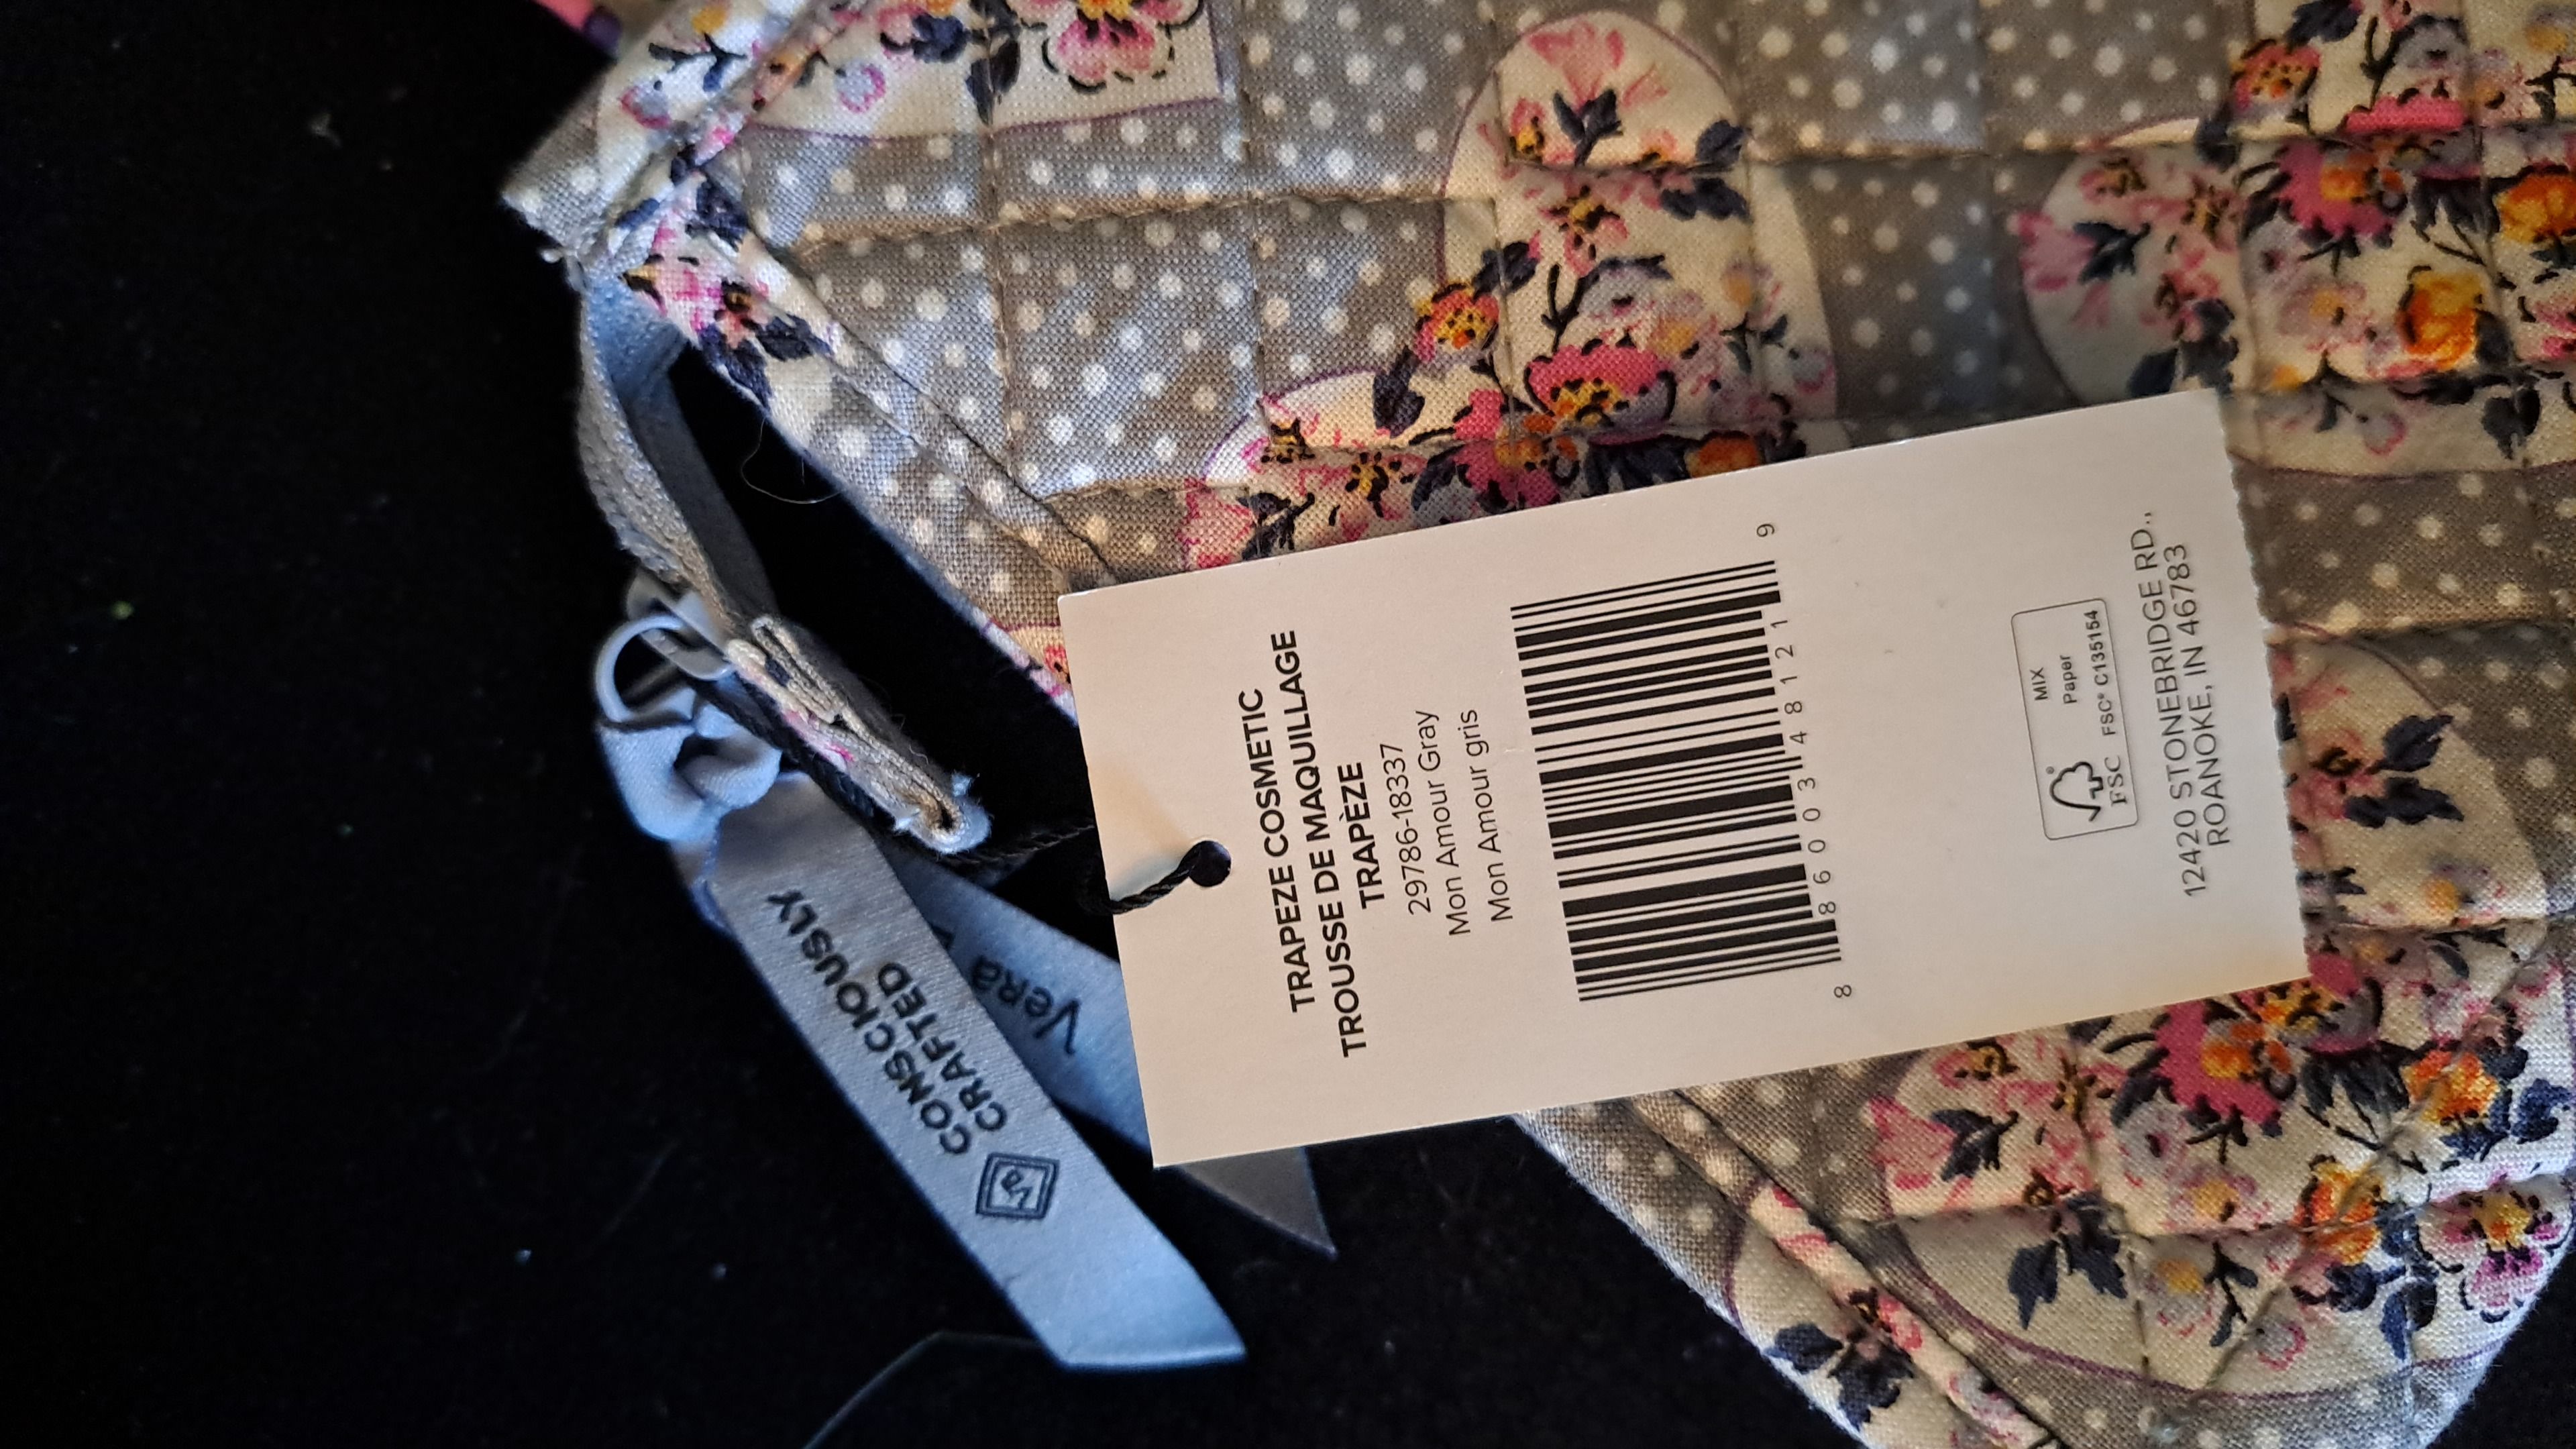 TRAPEZE COSMETIC
TROUSSE DE MAQUILLAGE
TRAPÈZE
29786-18337
Mon Amour Gray
Mon Amour gris
8 86003 48121 9
MIX
Paper
FSC® C135154
FSC
12420 STONEBRIDGE RD.,
ROANOKE, IN 46783
CONSCIOUSLY
CRAFTED
VB
Vera